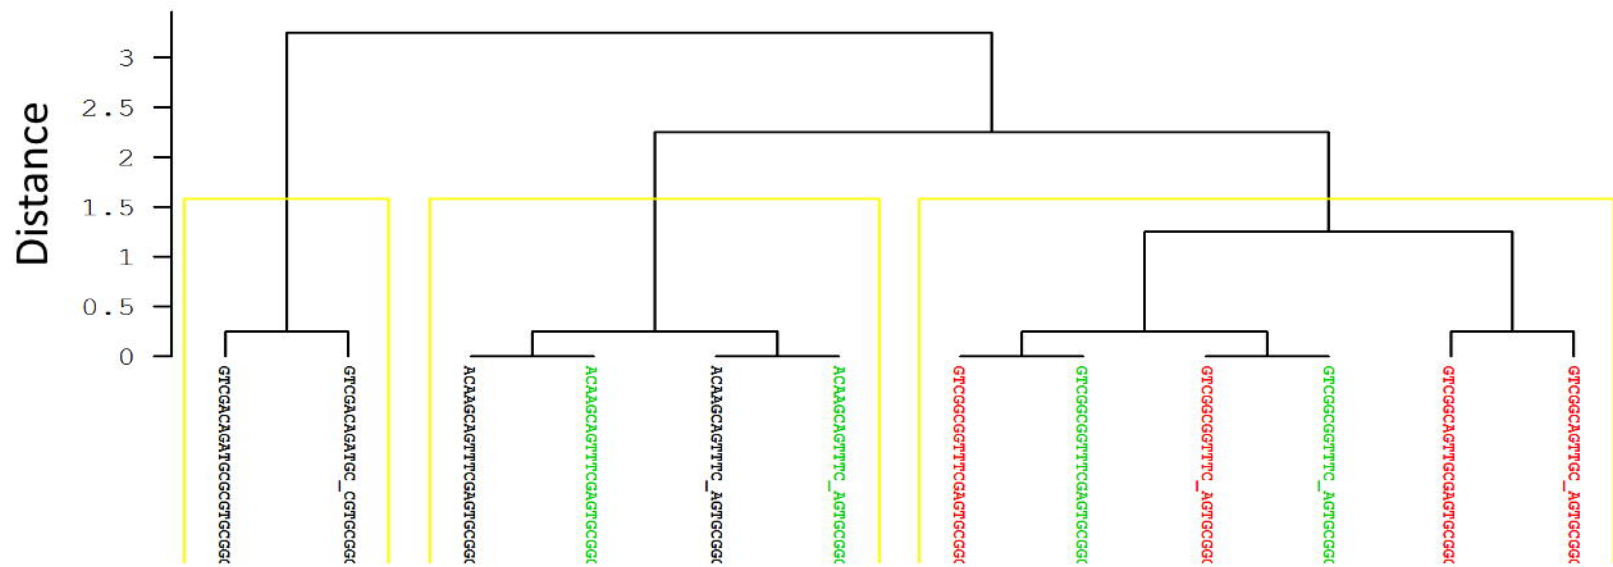 Distance
3
2.5
2
1.5
1
0.5
0
GTCGACAGATGCGCGTGCGGC
GTCGACAGATGC_CGTGCGGC
ACAAGCAGTTTCGAGTGCGGC
ACAAGCAGTTTCGAGTGCGGC
ACAAGCAGTTTC_AGTGCGGC
ACAAGCAGTTTC_AGTGCGGC
GTCGGCGGTTTCGAGTGCGGC
GTCGGCGGTTTCGAGTGCGGC
GTCGGCGGTTTC_AGTGCGGC
GTCGGCGGTTTC_AGTGCGGC
GTCGGCAGTTGCGAGTGCGGC
GTCGGCAGTTGC_AGTGCGGC